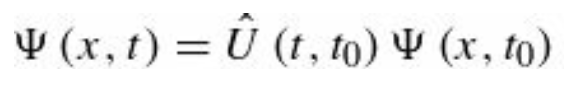 Ψ (x, t) = Û (t, t₀) Ψ (x, t₀)